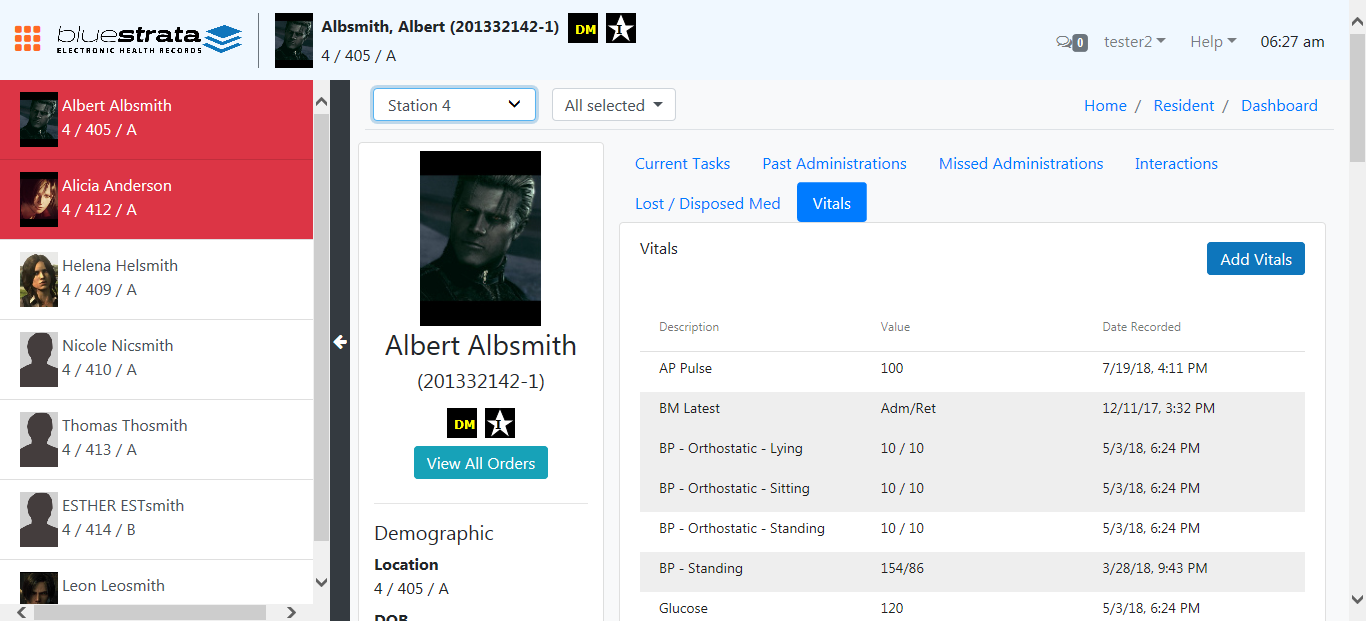 bluestrata
ELECTRONIC HEALTH RECORDS
Albsmith, Albert (201332142-1)
DM
I
4 / 405 / A
0
tester2
Help
06:27 am
Albert Albsmith
4 / 405 / A
Alicia Anderson
4 / 412 / A
Helena Helsmith
4 / 409 / A
Nicole Nicsmith
4 / 410 / A
Thomas Thosmith
4 / 413 / A
ESTHER ESTsmith
4 / 414 / B
Leon Leosmith
Station 4
All selected
Home / Resident / Dashboard
Albert Albsmith
(201332142-1)
DM
I
View All Orders
Demographic
Location
4 / 405 / A
DOB
Current Tasks Past Administrations Missed Administrations Interactions
Lost / Disposed Med Vitals
Vitals
Add Vitals
Description Value Date Recorded
AP Pulse 100 7/19/18, 4:11 PM
BM Latest Adm/Ret 12/11/17, 3:32 PM
BP - Orthostatic - Lying 10 / 10 5/3/18, 6:24 PM
BP - Orthostatic - Sitting 10 / 10 5/3/18, 6:24 PM
BP - Orthostatic - Standing 10 / 10 5/3/18, 6:24 PM
BP - Standing 154/86 3/28/18, 9:43 PM
Glucose 120 5/3/18, 6:24 PM